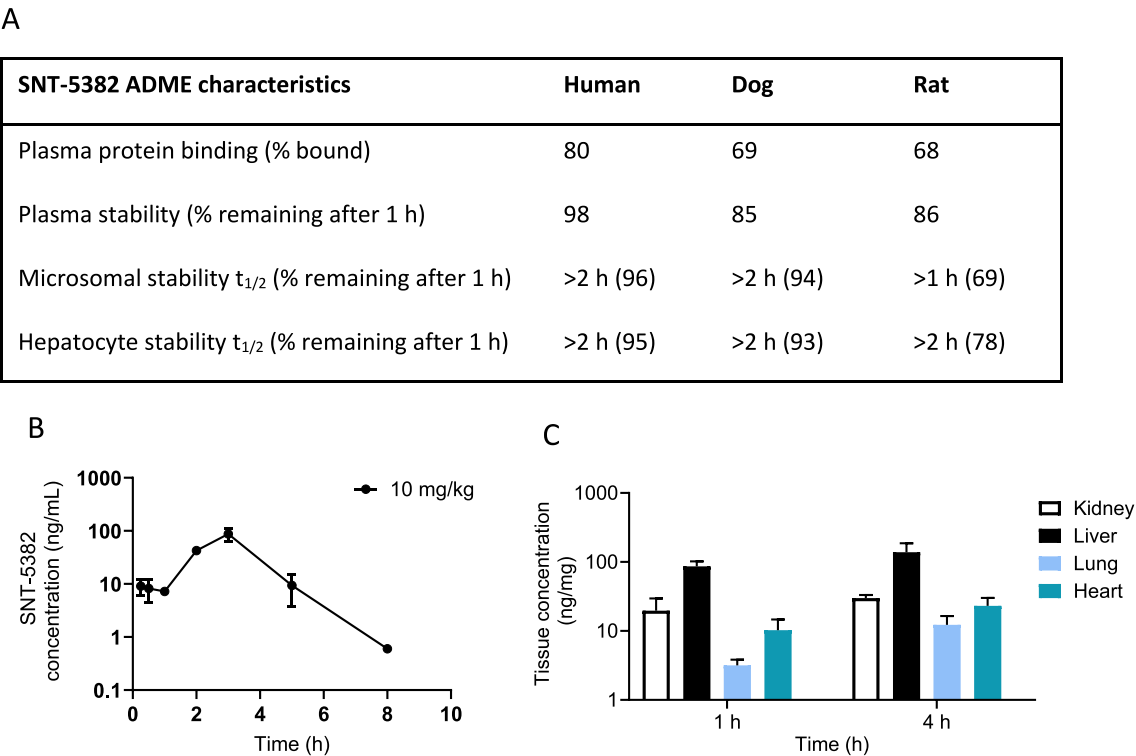 A
SNT-5382 ADME characteristics Human Dog Rat
Plasma protein binding (% bound) 80 69 68
Plasma stability (% remaining after 1 h) 98 85 86
Microsomal stability t1/2 (% remaining after 1 h) >2 h (96) >2 h (94) >1 h (69)
Hepatocyte stability t1/2 (% remaining after 1 h) >2 h (95) >2 h (93) >2 h (78)
B
SNT-5382
concentration (ng/mL)
1000
100
10
1
0.1
0 2 4 6 8 10
Time (h)
10 mg/kg
C
Tissue concentration
(ng/mg)
1000
100
10
1
1 h 4 h
Time (h)
Kidney
Liver
Lung
Heart